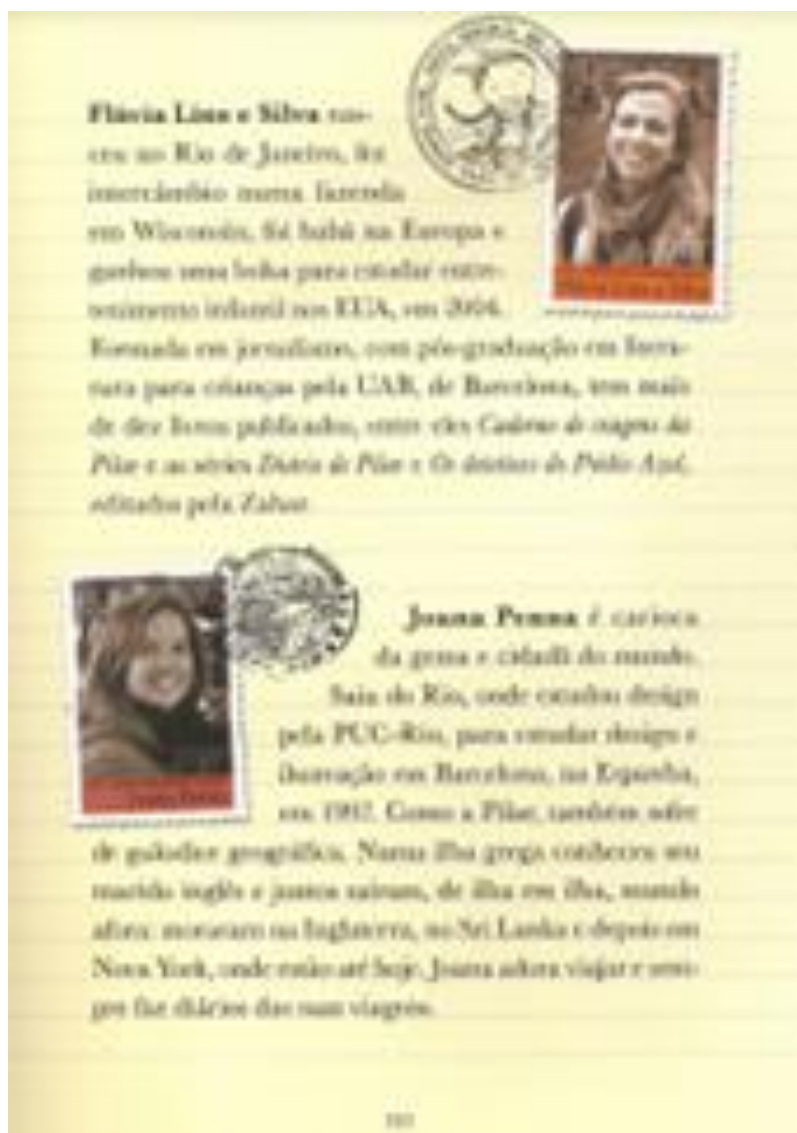 Flávia Lins e Silva nas-
ceu no Rio de Janeiro, fez
intercâmbio numa fazenda
em Wisconsin, foi babá na Europa e
ganhou uma bolsa para estudar entre-
tenimento infantil nos EUA, em 2004.
Formada em jornalismo, com pós-graduação em litera-
tura para crianças pela UAB, de Barcelona, tem mais
de dez livros publicados, entre eles Caderno de viagens da
Pilar e as séries Diário de Pilar e Os detetives do Prédio Azul,
editados pela Zahar.
Flávia Lins e Silva
Joana Penna é carioca
da gema e cidadã do mundo.
Saiu do Rio, onde estudou design
pela PUC-Rio, para estudar design e
ilustração em Barcelona, na Espanha,
em 1997. Como a Pilar, também sofre
de gulodice geográfica. Numa ilha grega conheceu seu
marido inglês e juntos saíram, de ilha em ilha, mundo
afora: moraram na Inglaterra, no Sri Lanka e depois em
Nova York, onde estão até hoje. Joana adora viajar e sem-
pre faz diários das suas viagens.
Joana Penna